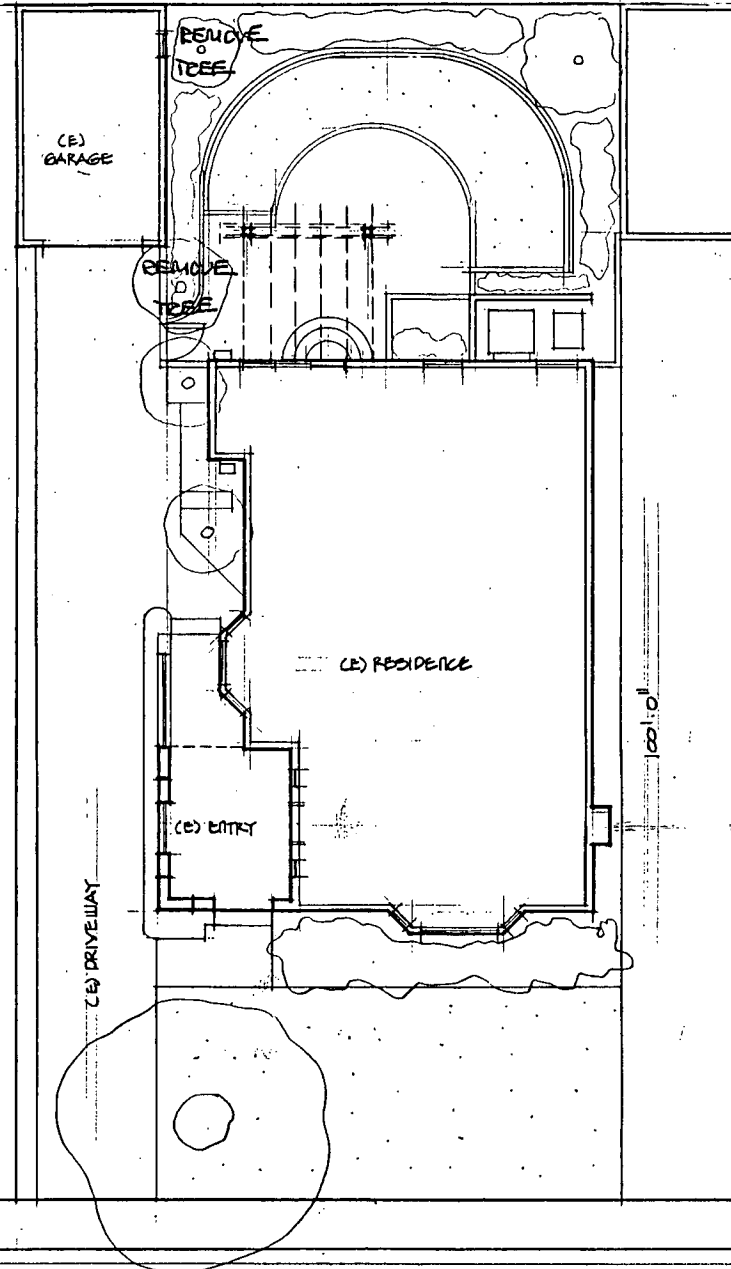 REMOVE
TREE
(E)
GARAGE
REMOVE
TREE
(E) RESIDENCE
100'.0"
(E) ENTRY
(E) DRIVEWAY